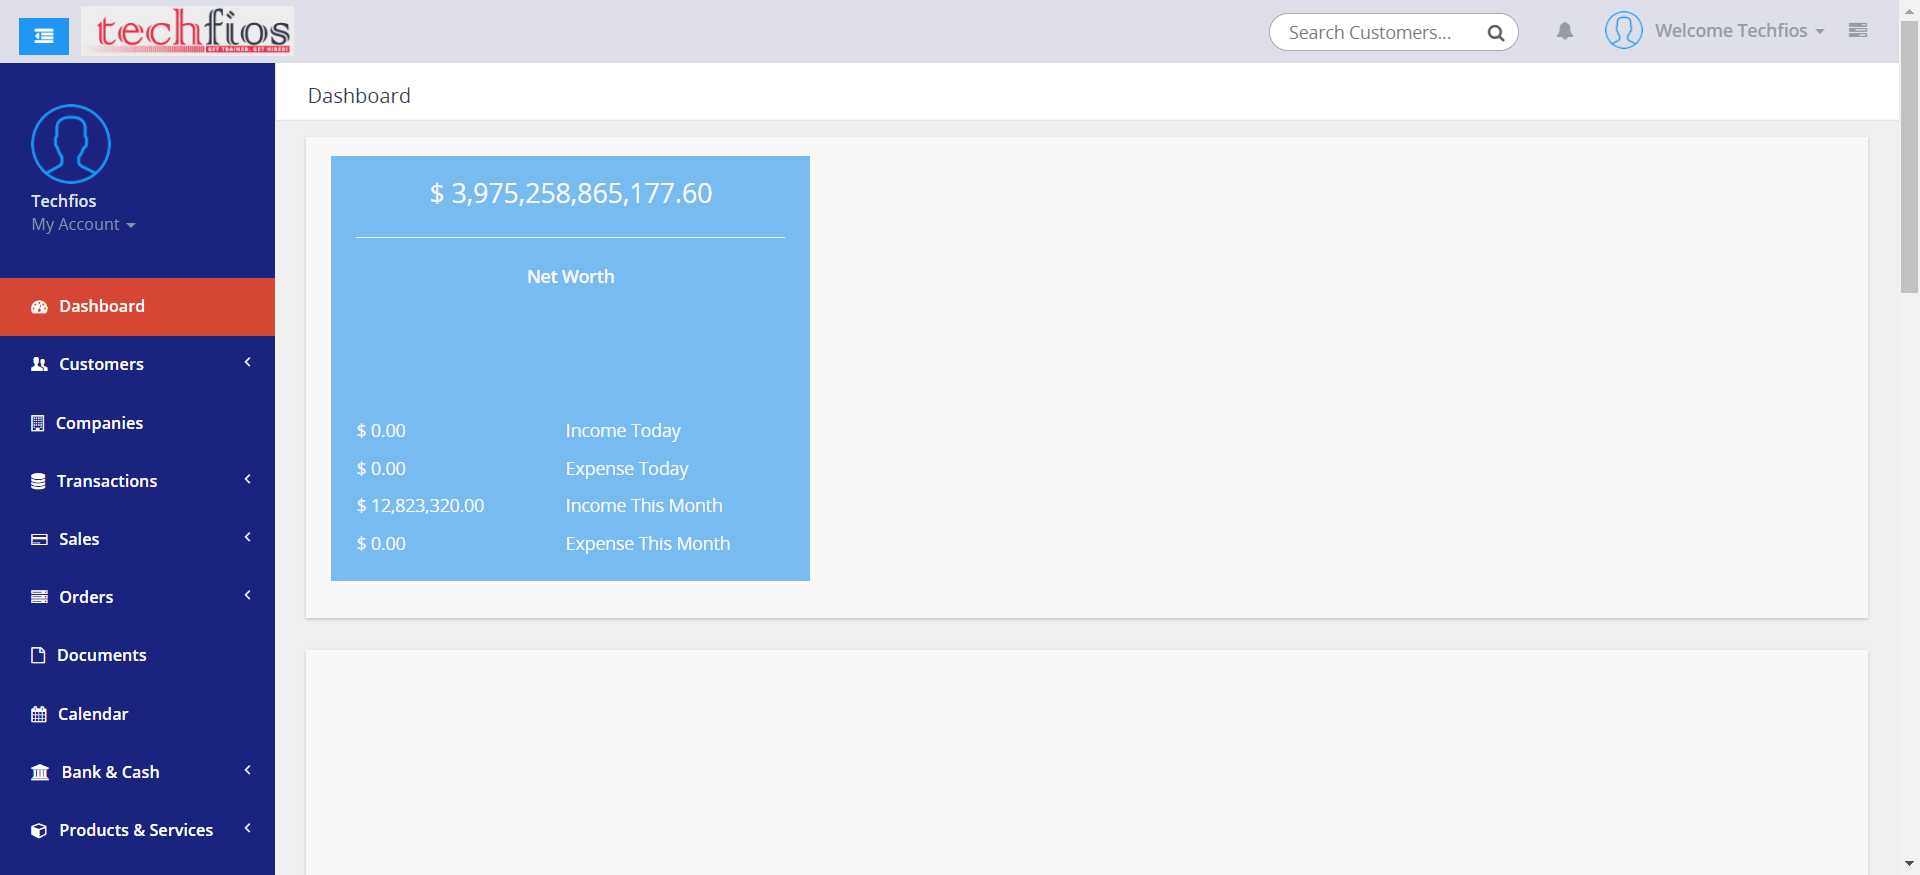 techfios
GET TRAINED. GET HIRED!
Search Customers...
Welcome Techfios
Techfios
My Account
Dashboard
Customers
Companies
Transactions
Sales
Orders
Documents
Calendar
Bank & Cash
Products & Services
Dashboard
$ 3,975,258,865,177.60
Net Worth
$ 0.00 Income Today
$ 0.00 Expense Today
$ 12,823,320.00 Income This Month
$ 0.00 Expense This Month